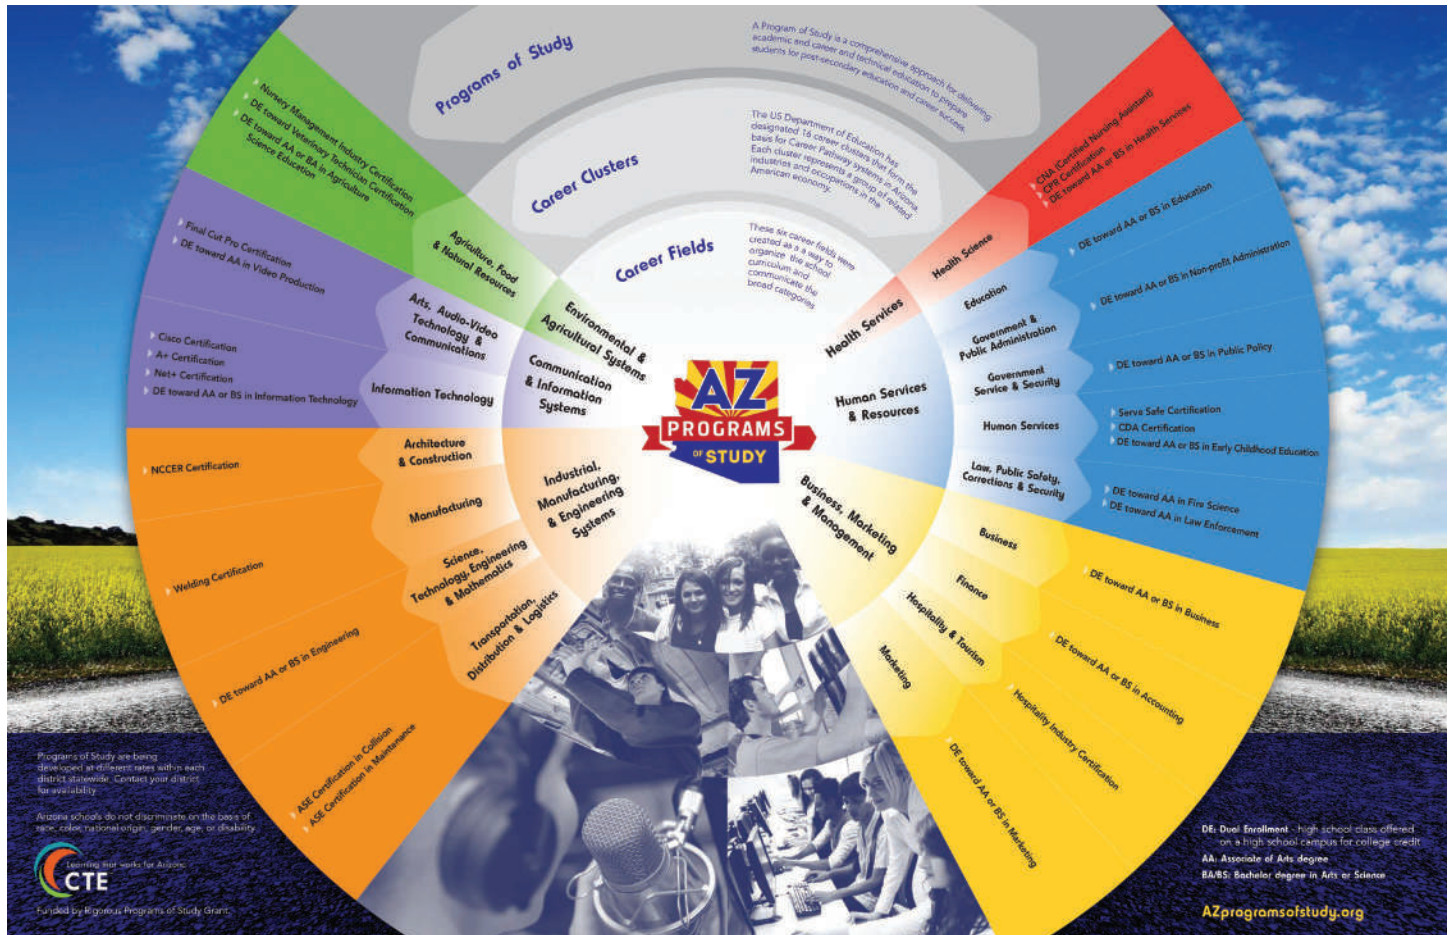 Programs of Study
A Program of Study is a comprehensive approach for delivering
academic and career and technical education to prepare
students for post-secondary education and career success.
Career Clusters
The US Department of Education has
designated 16 career clusters that form the
basis for Career Pathway systems in Arizona
Each cluster represents a group of related
industries and occupations in the
American economy.
Career Fields
These six career fields were
created as a a way to
organize the school
curriculum and
communicate the
broad categories
Nursery Management Industry Certification
DE toward Veterinary Technician Certification
DE toward AA or BA in Agriculture
Science Education
Agriculture, Food
& Natural Resources
Environmental &
Agricultural Systems
Final Cut Pro Certification
DE toward AA in Video Production
Arts, Audio-Video
Technology &
Communications
Cisco Certification
A+ Certification
Net+ Certification
DE toward AA or BS in Information Technology
Information Technology
Communication
& Information
Systems
NCCER Certification
Architecture
& Construction
Welding Certification
Manufacturing
DE toward AA or BS in Engineering
Science,
Technology, Engineering
& Mathematics
ASE Certification in Collision
ASE Certification in Maintenance
Transportation,
Distribution & Logistics
Industrial,
Manufacturing,
& Engineering
Systems
AZ
PROGRAMS
OF STUDY
Health Services
Health Science
CNA (Certified Nursing Assistant)
CPR Certification
DE toward AA or BS in Health Services
Human Services
& Resources
Education
DE toward AA or BS in Education
Government &
Public Administration
DE toward AA or BS in Non-profit Administration
Government
Service & Security
DE toward AA or BS in Public Policy
Human Services
Serve Safe Certification
CDA Certification
DE toward AA or BS in Early Childhood Education
Law, Public Safety,
Corrections & Security
DE toward AA in Fire Science
DE toward AA in Law Enforcement
Business, Marketing
& Management
Business
DE toward AA or BS in Business
Finance
DE toward AA or BS in Accounting
Hospitality & Tourism
Hospitality Industry Certification
Marketing
DE toward AA or BS in Marketing
Programs of Study are being
developed at different rates within each
district statewide. Contact your district
for availability
Arizona schools do not discriminate on the basis of
race, color, national origin, gender, age, or disability
Learning that works for Arizona
CTE
Funded by Rigorous Programs of Study Grant.
DE: Dual Enrollment - high school class offered
on a high school campus for college credit
AA: Associate of Arts degree
BA/BS: Bachelor degree in Arts or Science
AZprogramsofstudy.org